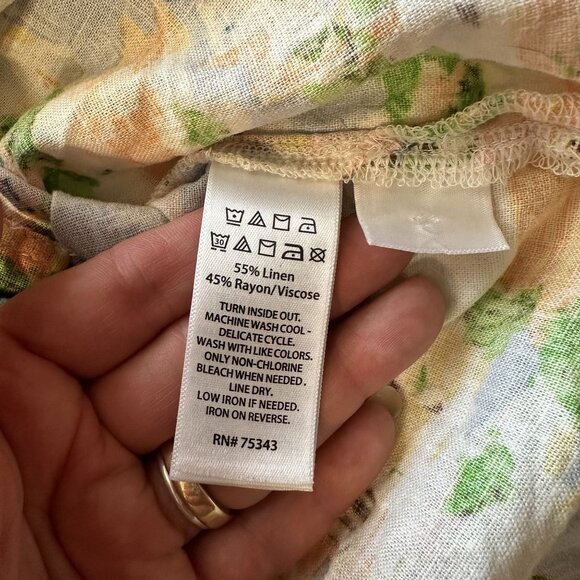 30
55% Linen
45% Rayon/Viscose
TURN INSIDE OUT.
MACHINE WASH COOL -
DELICATE CYCLE.
WASH WITH LIKE COLORS.
ONLY NON-CHLORINE
BLEACH WHEN NEEDED.
LINE DRY.
LOW IRON IF NEEDED.
IRON ON REVERSE.
RN# 75343